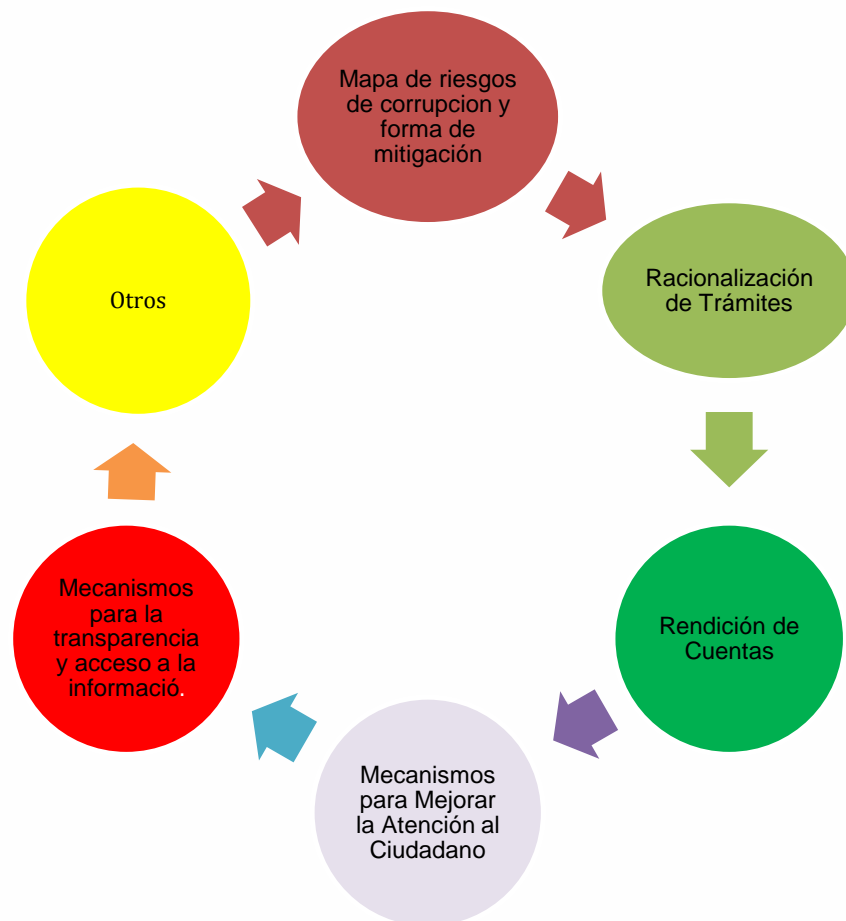 Mapa de riesgos
de corrupcion y
forma de
mitigación
Racionalización
de Trámites
Rendición de
Cuentas
Mecanismos
para Mejorar
la Atención al
Ciudadano
Mecanismos
para la
transparencia
y acceso a la
informació.
Otros